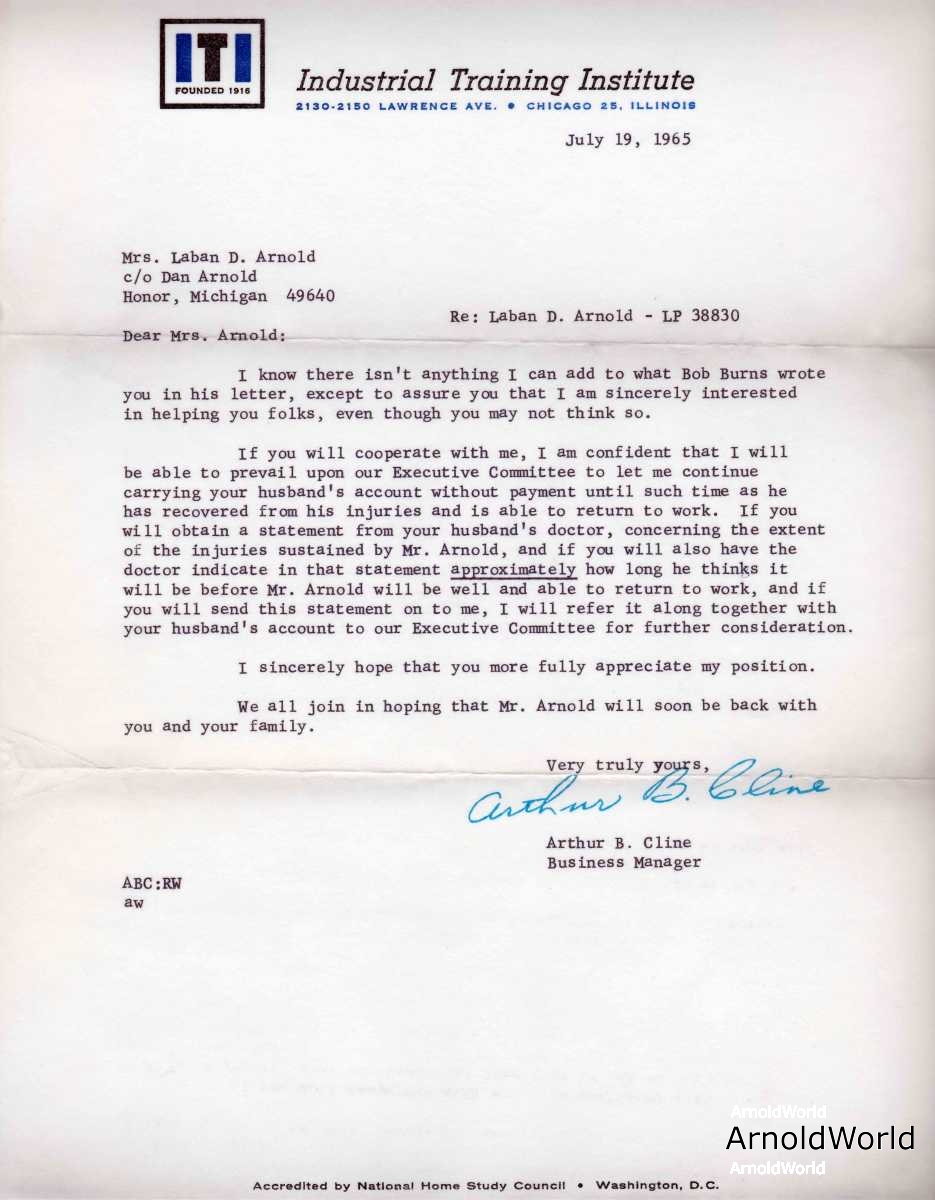 ITI
FOUNDED 1916
Industrial Training Institute
2130-2150 LAWRENCE AVE. • CHICAGO 25, ILLINOIS
July 19, 1965
Mrs. Laban D. Arnold
c/o Dan Arnold
Honor, Michigan 49640
Re: Laban D. Arnold - LP 38830
Dear Mrs. Arnold:
I know there isn't anything I can add to what Bob Burns wrote
you in his letter, except to assure you that I am sincerely interested
in helping you folks, even though you may not think so.
If you will cooperate with me, I am confident that I will
be able to prevail upon our Executive Committee to let me continue
carrying your husband's account without payment until such time as he
has recovered from his injuries and is able to return to work. If you
will obtain a statement from your husband's doctor, concerning the extent
of the injuries sustained by Mr. Arnold, and if you will also have the
doctor indicate in that statement approximately how long he thinks it
will be before Mr. Arnold will be well and able to return to work, and if
you will send this statement on to me, I will refer it along together with
your husband's account to our Executive Committee for further consideration.
I sincerely hope that you more fully appreciate my position.
We all join in hoping that Mr. Arnold will soon be back with
you and your family.
Very truly yours,
Arthur B. Cline
Arthur B. Cline
Business Manager
ABC:RW
aw
ArnoldWorld
ArnoldWorld
ArnoldWorld
Accredited by National Home Study Council • Washington, D.C.